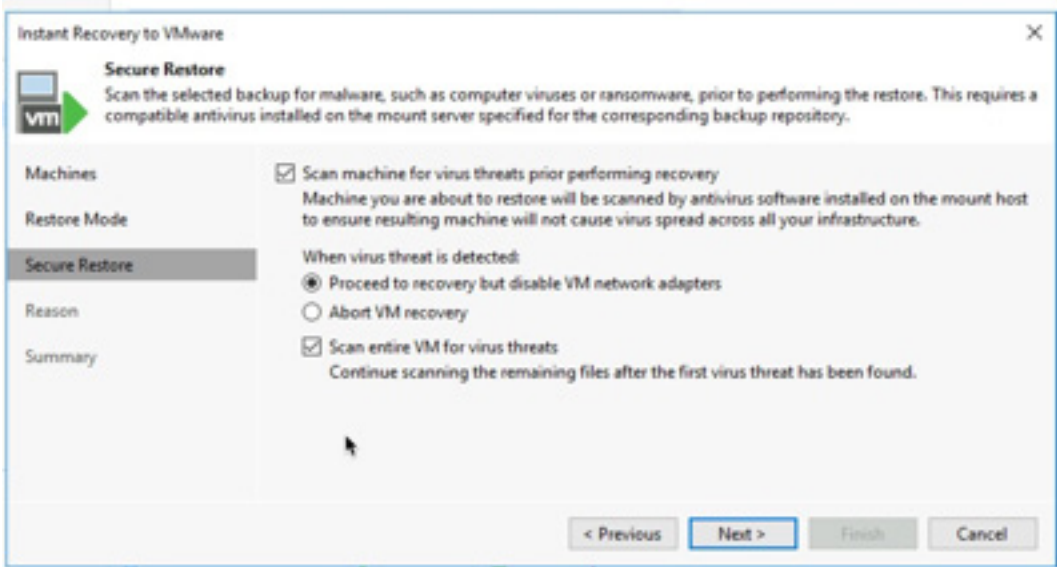 Instant Recovery to VMware
Secure Restore
Scan the selected backup for malware, such as computer viruses or ransomware, prior to performing the restore. This requires a
compatible antivirus installed on the mount server specified for the corresponding backup repository.
vm
Machines
Restore Mode
Secure Restore
Reason
Summary
Scan machine for virus threats prior performing recovery
Machine you are about to restore will be scanned by antivirus software installed on the mount host
to ensure resulting machine will not cause virus spread across all your infrastructure.
When virus threat is detected:
Proceed to recovery but disable VM network adapters
Abort VM recovery
Scan entire VM for virus threats
Continue scanning the remaining files after the first virus threat has been found.
< Previous
Next >
Finish
Cancel